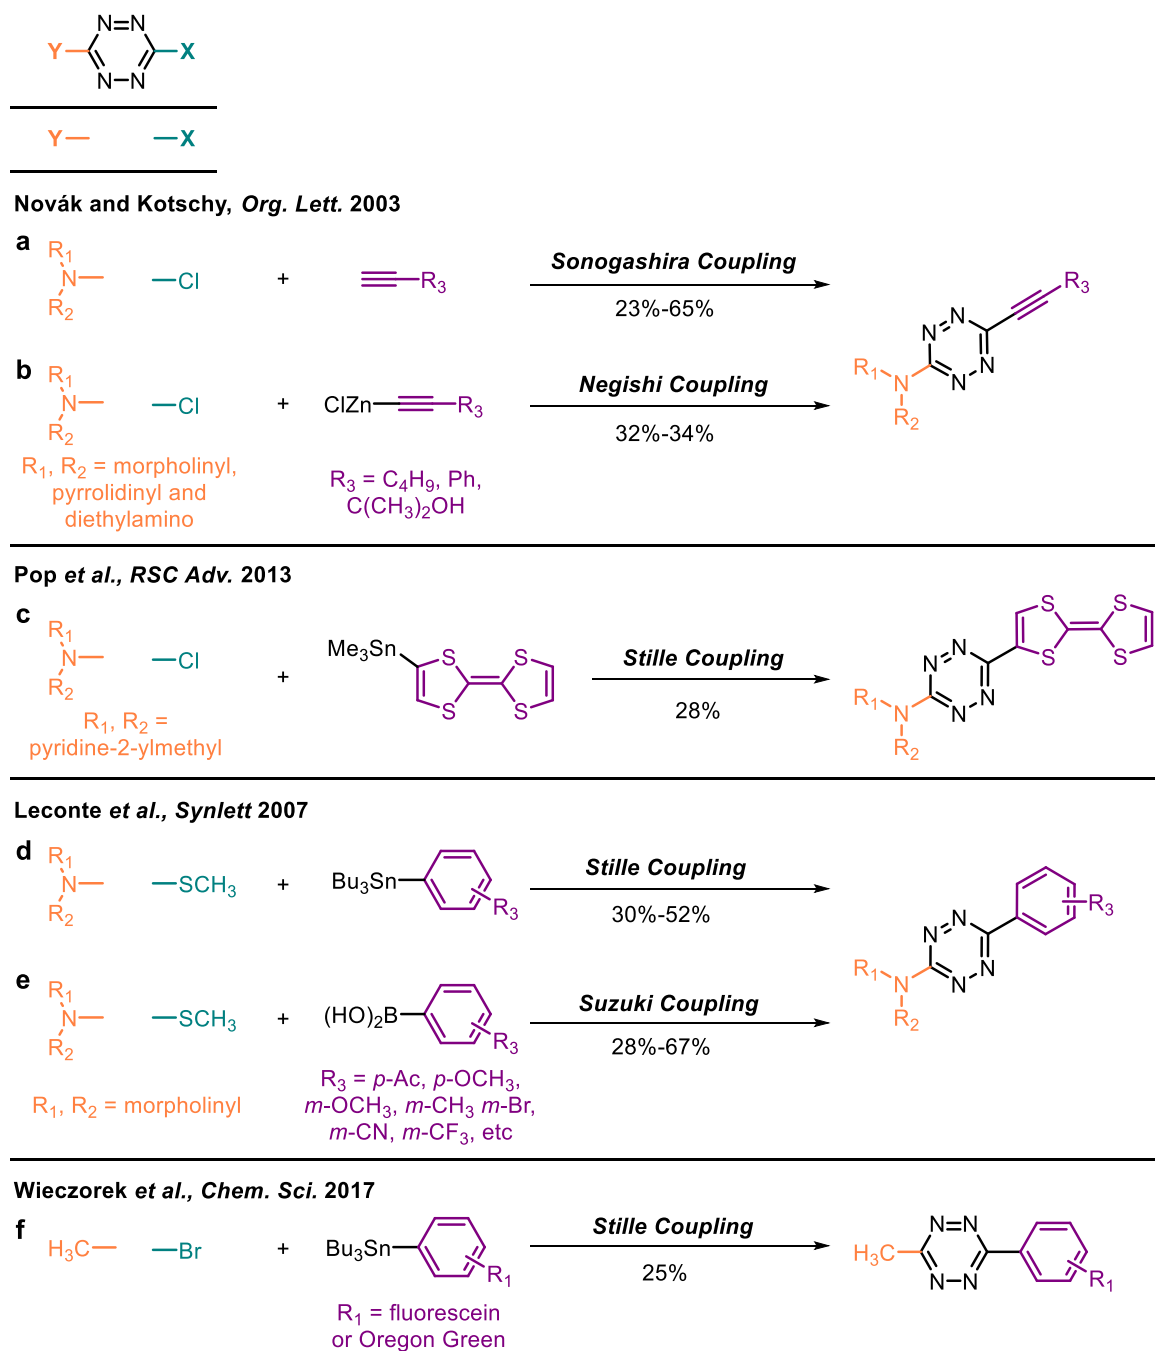 N=N
Y X
N–N
Y— —X
Novák and Kotschy, Org. Lett. 2003
a R1 N R2 —Cl + R3 Sonogashira Coupling 23%-65%
N N N N R3 R1 N R2
b R1 N R2 —Cl + ClZn R3 Negishi Coupling 32%-34%
R1, R2 = morpholinyl,
pyrrolidinyl and
diethylamino
R3 = C4H9, Ph,
C(CH3)2OH
Pop et al., RSC Adv. 2013
c R1 N R2 —Cl + Me3Sn S S S S Stille Coupling 28%
N N N N S S S S R1 N R2
R1, R2 =
pyridine-2-ylmethyl
Leconte et al., Synlett 2007
d R1 N R2 —SCH3 + Bu3Sn R3 Stille Coupling 30%-52%
N N N N R3 R1 N R2
e R1 N R2 —SCH3 + (HO)2B R3 Suzuki Coupling 28%-67%
R1, R2 = morpholinyl
R3 = p-Ac, p-OCH3,
m-OCH3, m-CH3 m-Br,
m-CN, m-CF3, etc
Wieczorek et al., Chem. Sci. 2017
f H3C— —Br + Bu3Sn R1 Stille Coupling 25%
H3C N=N N–N R1
R1 = fluorescein
or Oregon Green